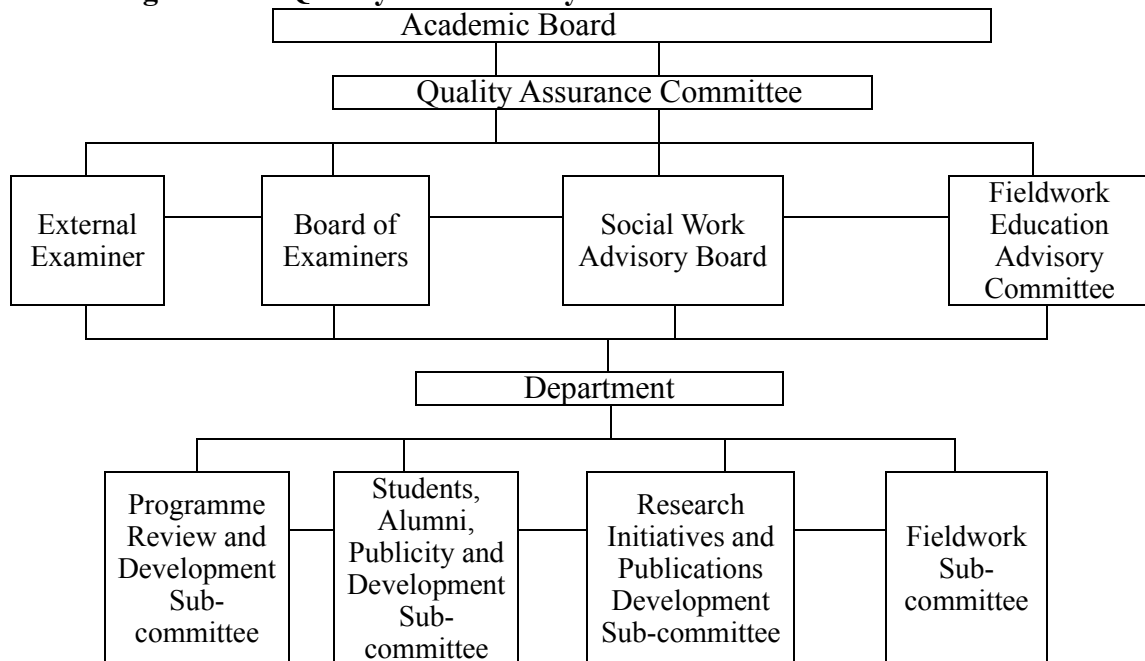 Academic Board
Quality Assurance Committee
External
Examiner
Board of
Examiners
Social Work
Advisory Board
Fieldwork
Education
Advisory
Committee
Department
Programme
Review and
Development
Sub-
committee
Students,
Alumni,
Publicity and
Development
Sub-
committee
Research
Initiatives and
Publications
Development
Sub-committee
Fieldwork
Sub-
committee